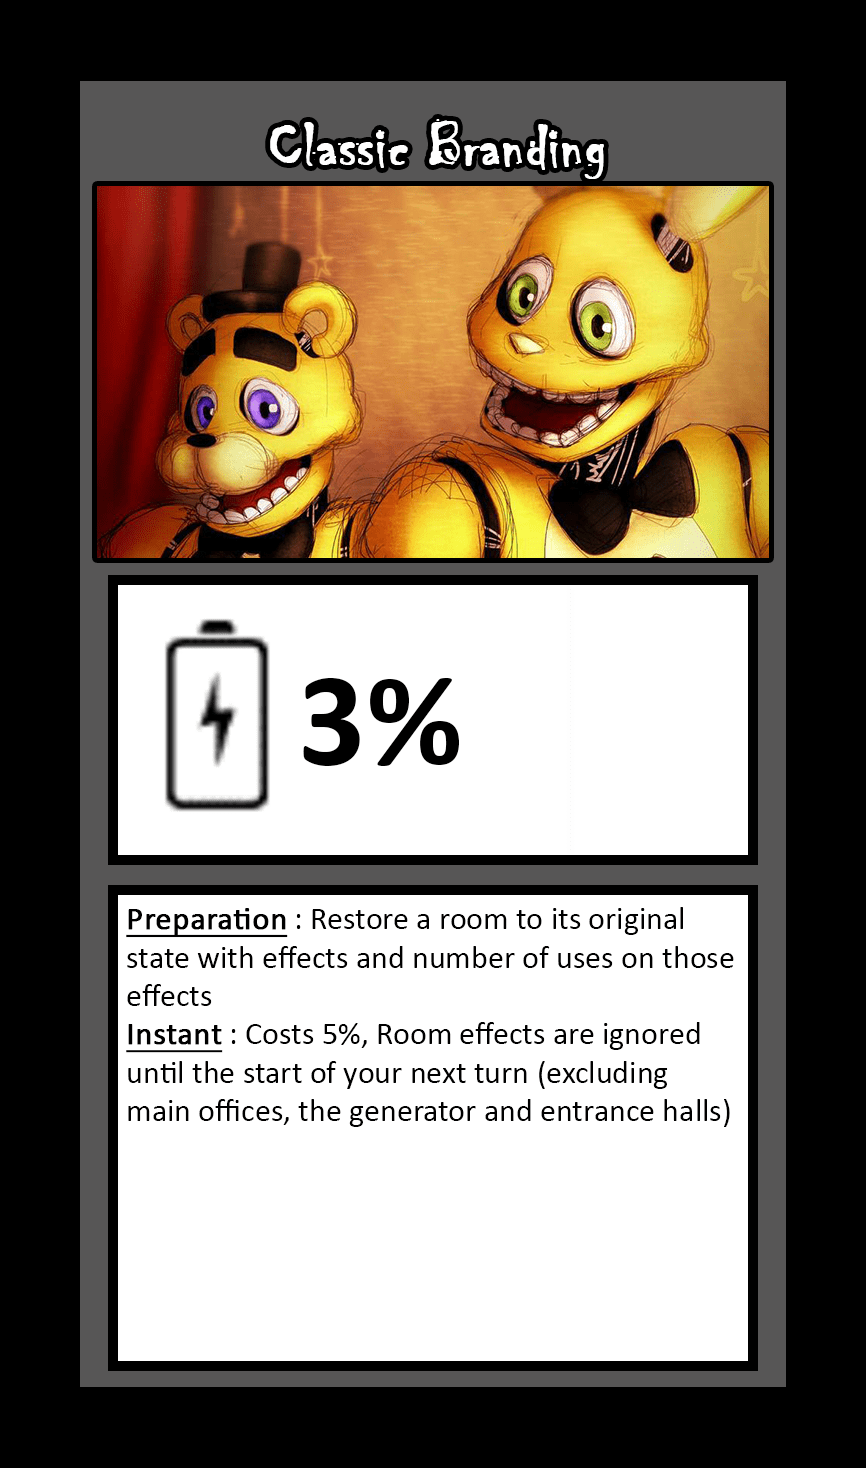 Classic Branding
3%
Preparation : Restore a room to its original
state with effects and number of uses on those
effects
Instant : Costs 5%, Room effects are ignored
until the start of your next turn (excluding
main offices, the generator and entrance halls)